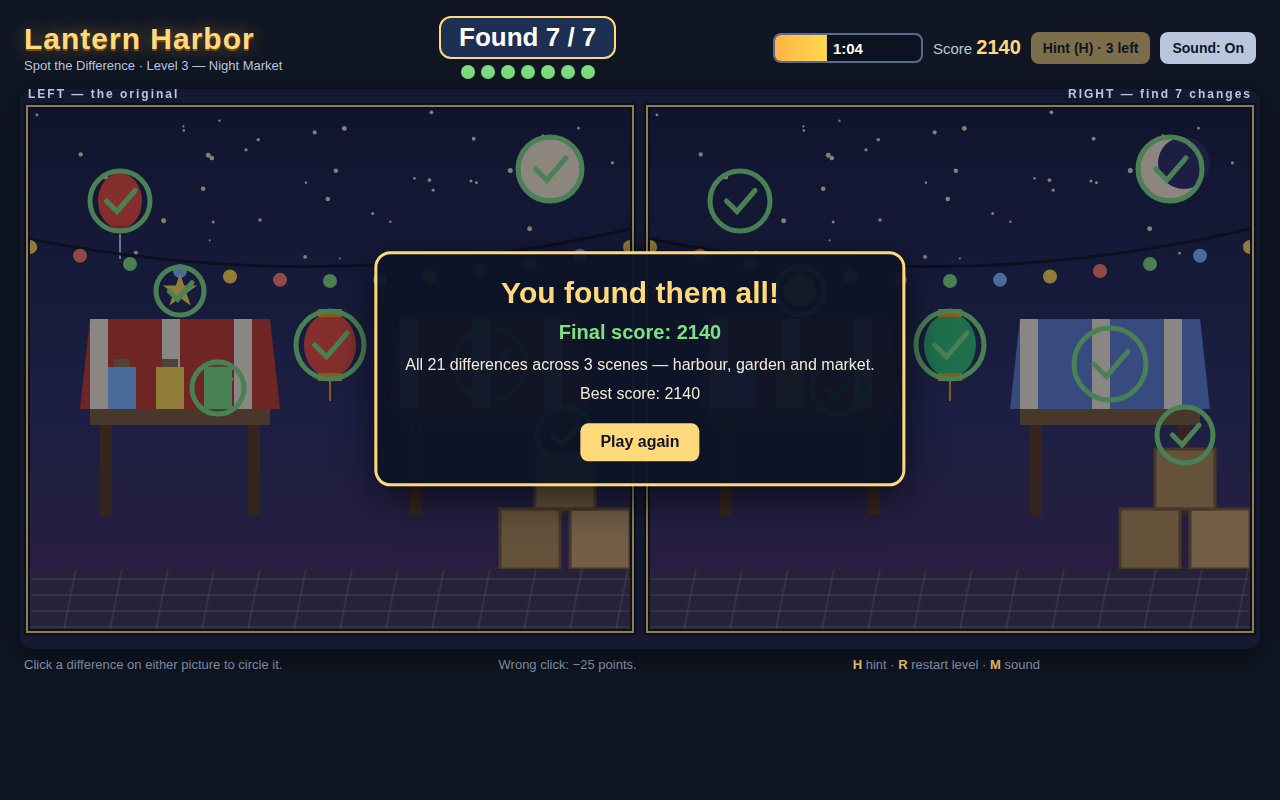 Lantern Harbor
Spot the Difference · Level 3 — Night Market
Found 7 / 7
1:04
Score 2140
Hint (H) · 3 left
Sound: On
LEFT — the original
RIGHT — find 7 changes
You found them all!
Final score: 2140
All 21 differences across 3 scenes — harbour, garden and market.
Best score: 2140
Play again
Click a difference on either picture to circle it.
Wrong click: −25 points.
H hint · R restart level · M sound